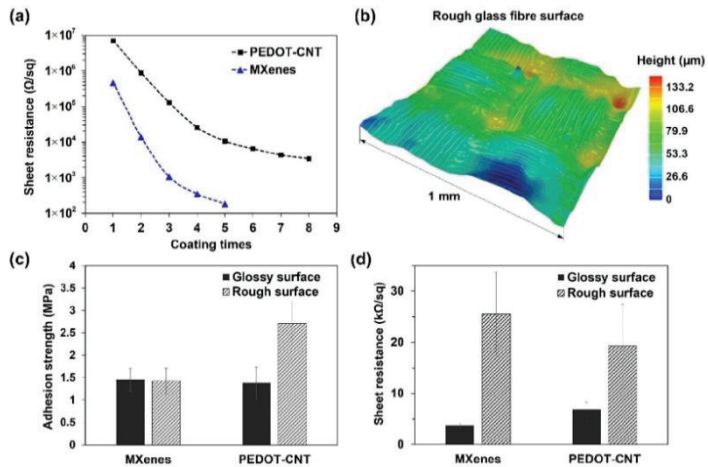 (a)
Sheet resistance (Ω/sq)
1×10⁷
1×10⁶
1×10⁵
1×10⁴
1×10³
1×10²
PEDOT-CNT
MXenes
0 1 2 3 4 5 6 7 8 9
Coating times
(b)
Rough glass fibre surface
Height (μm)
133.2
106.6
79.9
53.3
26.6
0
1 mm
(c)
Adhesion strength (MPa)
4
3.5
3
2.5
2
1.5
1
0.5
0
Glossy surface
Rough surface
MXenes PEDOT-CNT
(d)
Sheet resistance (kΩ/sq)
30
20
10
0
Glossy surface
Rough surface
MXenes PEDOT-CNT